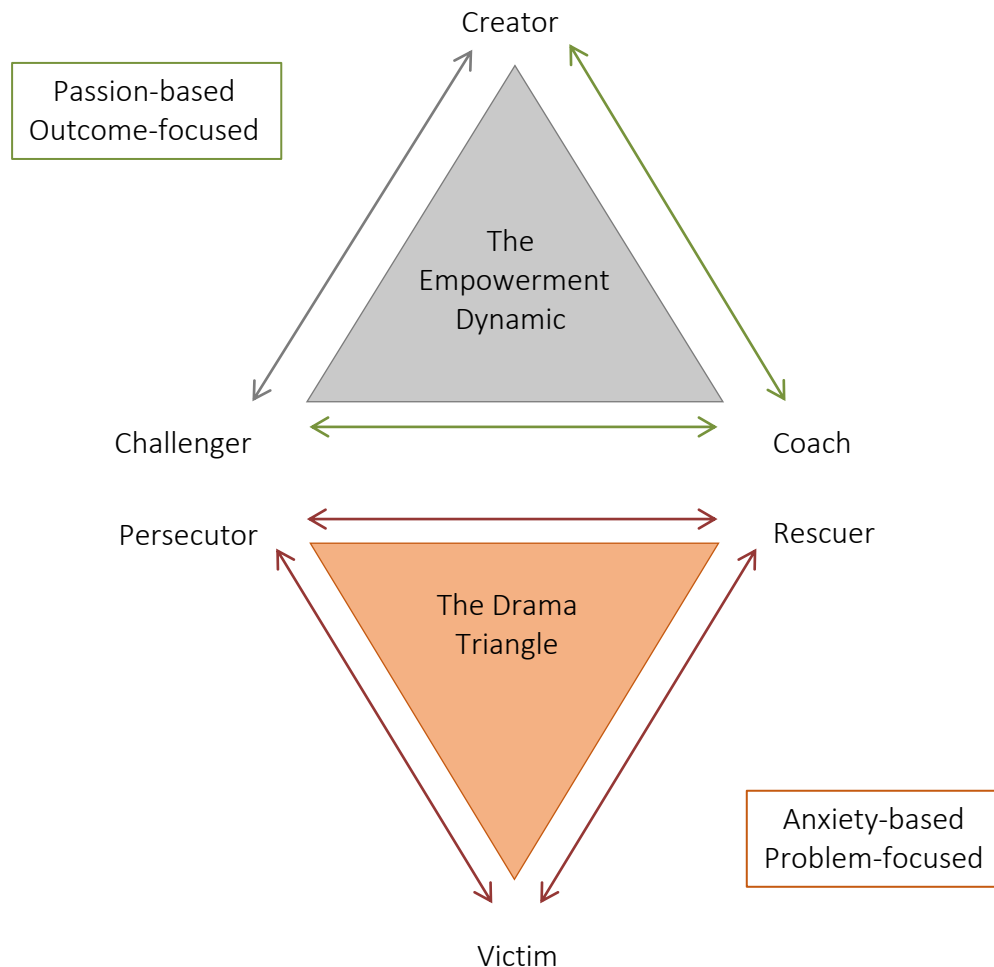 Creator
Passion-based
Outcome-focused
The
Empowerment
Dynamic
Challenger
Coach
Persecutor
Rescuer
The Drama
Triangle
Anxiety-based
Problem-focused
Victim